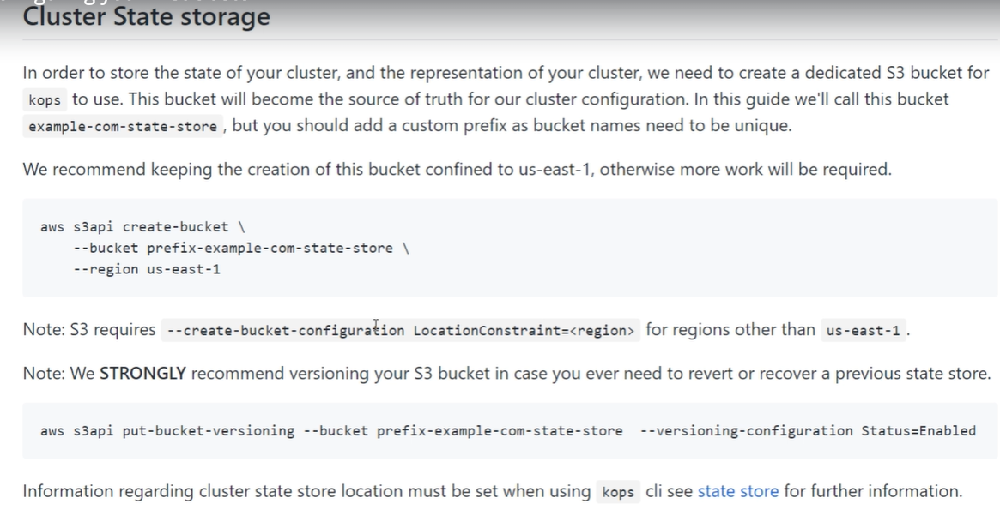 Cluster State storage
In order to store the state of your cluster, and the representation of your cluster, we need to create a dedicated S3 bucket for
kops to use. This bucket will become the source of truth for our cluster configuration. In this guide we'll call this bucket
example-com-state-store , but you should add a custom prefix as bucket names need to be unique.
We recommend keeping the creation of this bucket confined to us-east-1, otherwise more work will be required.
aws s3api create-bucket \
    --bucket prefix-example-com-state-store \
    --region us-east-1
Note: S3 requires --create-bucket-configuration LocationConstraint=<region> for regions other than us-east-1 .
Note: We STRONGLY recommend versioning your S3 bucket in case you ever need to revert or recover a previous state store.
aws s3api put-bucket-versioning --bucket prefix-example-com-state-store  --versioning-configuration Status=Enabled
Information regarding cluster state store location must be set when using kops cli see state store for further information.